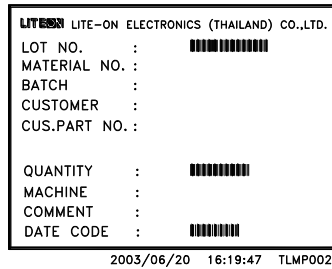 LITEON LITE-ON ELECTRONICS (THAILAND) CO.,LTD.
LOT NO. :
MATERIAL NO. :
BATCH :
CUSTOMER :
CUS.PART NO. :
QUANTITY :
MACHINE :
COMMENT :
DATE CODE :
2003/06/20 16:19:47 TLMP002